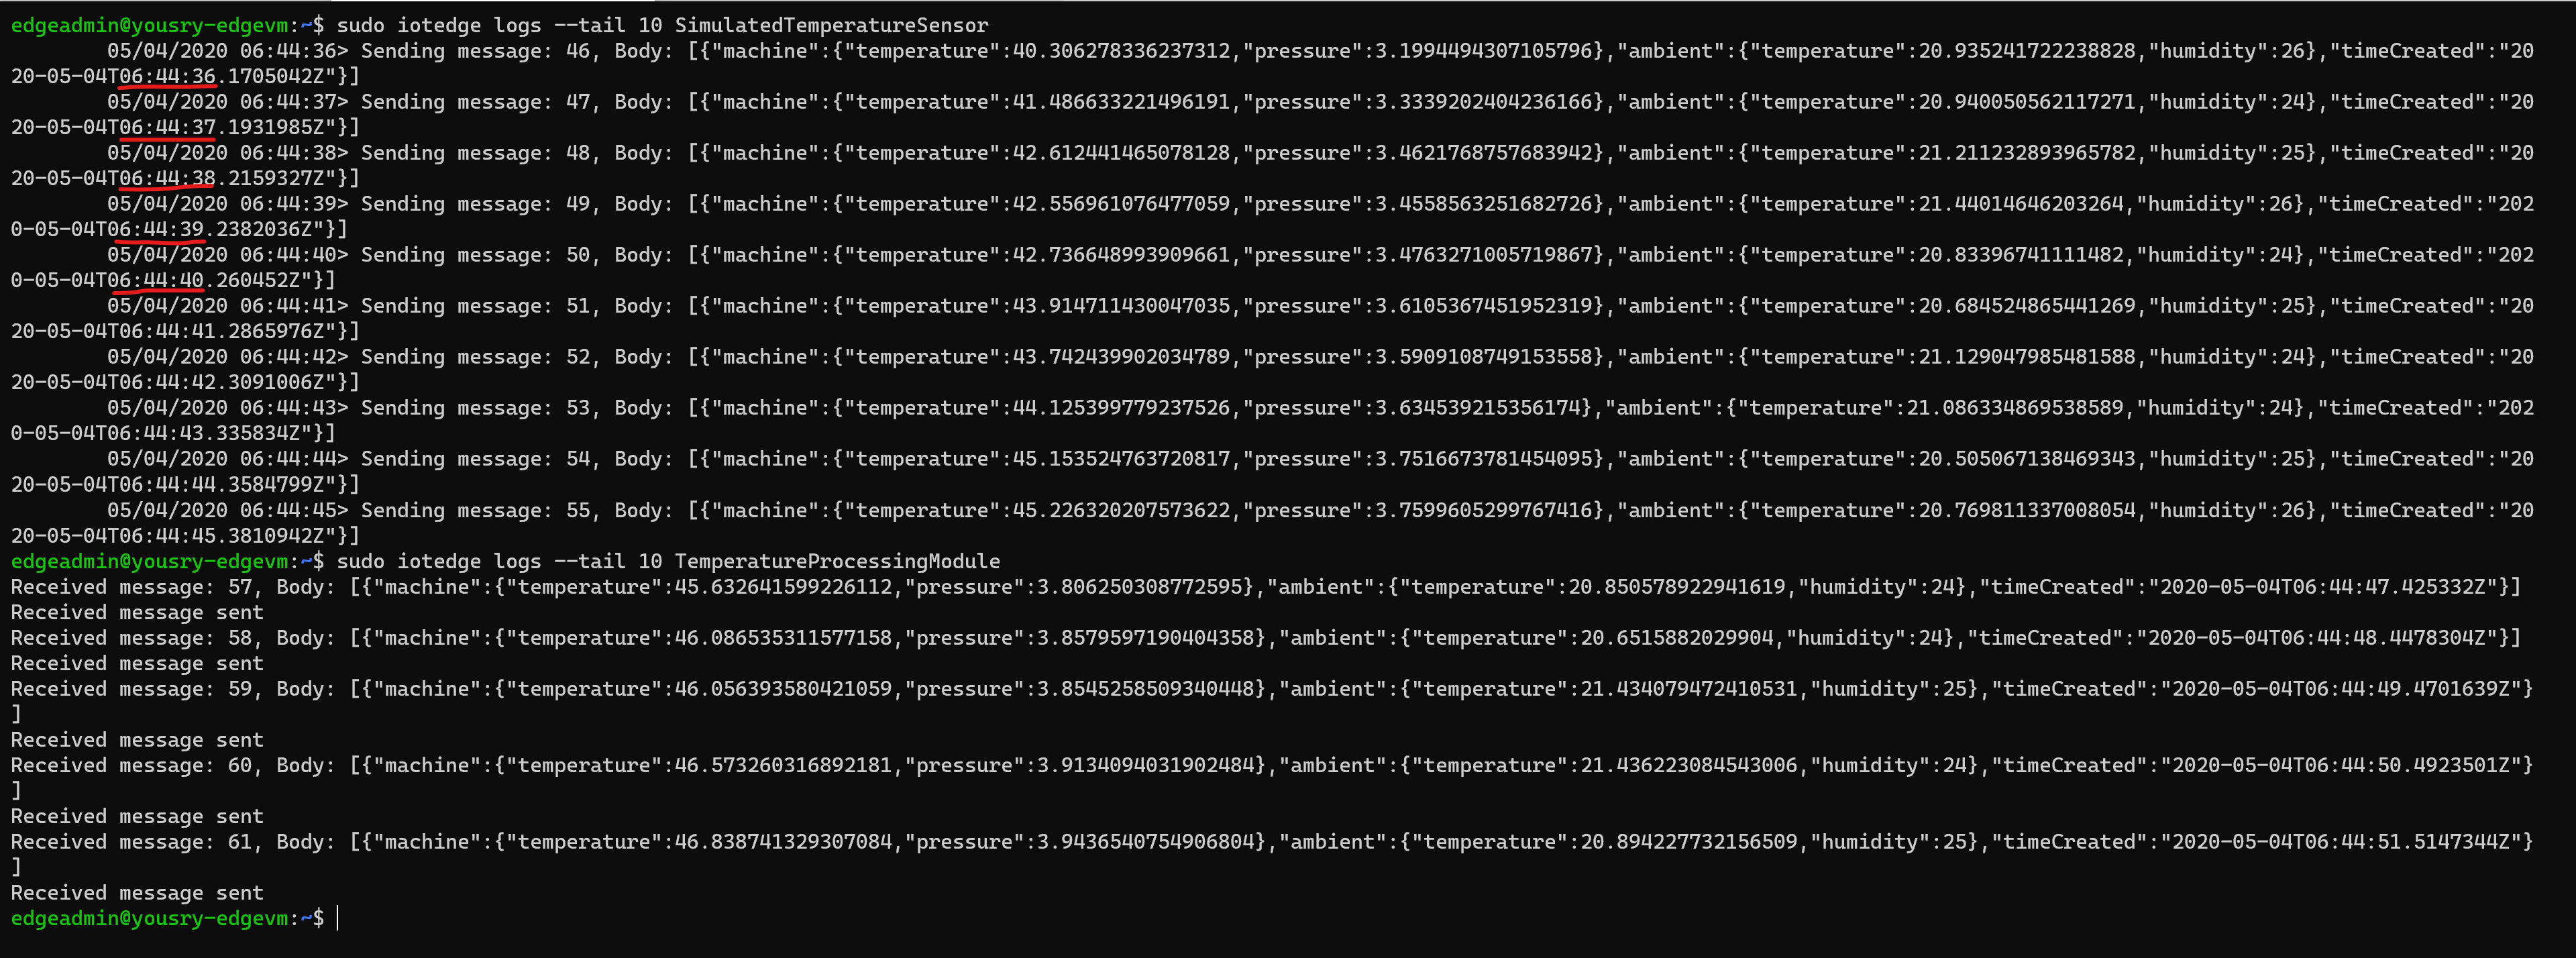 edgeadmin@yousry-edgevm:~$ sudo iotedge logs --tail 10 SimulatedTemperatureSensor
        05/04/2020 06:44:36> Sending message: 46, Body: [{"machine":{"temperature":40.306278336237312,"pressure":3.1994494307105796},"ambient":{"temperature":20.935241722238828,"humidity":26},"timeCreated":"20
20-05-04T06:44:36.1705042Z"}]
        05/04/2020 06:44:37> Sending message: 47, Body: [{"machine":{"temperature":41.486633221496191,"pressure":3.3339202404236166},"ambient":{"temperature":20.940050562117271,"humidity":24},"timeCreated":"20
20-05-04T06:44:37.1931985Z"}]
        05/04/2020 06:44:38> Sending message: 48, Body: [{"machine":{"temperature":42.612441465078128,"pressure":3.4621768757683942},"ambient":{"temperature":21.211232893965782,"humidity":25},"timeCreated":"20
20-05-04T06:44:38.2159327Z"}]
        05/04/2020 06:44:39> Sending message: 49, Body: [{"machine":{"temperature":42.556961076477059,"pressure":3.4558563251682726},"ambient":{"temperature":21.44014646203264,"humidity":26},"timeCreated":"202
0-05-04T06:44:39.2382036Z"}]
        05/04/2020 06:44:40> Sending message: 50, Body: [{"machine":{"temperature":42.736648993909661,"pressure":3.4763271005719867},"ambient":{"temperature":20.83396741111482,"humidity":24},"timeCreated":"202
0-05-04T06:44:40.260452Z"}]
        05/04/2020 06:44:41> Sending message: 51, Body: [{"machine":{"temperature":43.914711430047035,"pressure":3.6105367451952319},"ambient":{"temperature":20.684524865441269,"humidity":25},"timeCreated":"20
20-05-04T06:44:41.2865976Z"}]
        05/04/2020 06:44:42> Sending message: 52, Body: [{"machine":{"temperature":43.742439902034789,"pressure":3.5909108749153558},"ambient":{"temperature":21.129047985481588,"humidity":24},"timeCreated":"20
20-05-04T06:44:42.3091006Z"}]
        05/04/2020 06:44:43> Sending message: 53, Body: [{"machine":{"temperature":44.125399779237526,"pressure":3.634539215356174},"ambient":{"temperature":21.086334869538589,"humidity":24},"timeCreated":"202
0-05-04T06:44:43.335834Z"}]
        05/04/2020 06:44:44> Sending message: 54, Body: [{"machine":{"temperature":45.153524763720817,"pressure":3.7516673781454095},"ambient":{"temperature":20.505067138469343,"humidity":25},"timeCreated":"20
20-05-04T06:44:44.3584799Z"}]
        05/04/2020 06:44:45> Sending message: 55, Body: [{"machine":{"temperature":45.226320207573622,"pressure":3.7599605299767416},"ambient":{"temperature":20.769811337008054,"humidity":26},"timeCreated":"20
20-05-04T06:44:45.3810942Z"}]
edgeadmin@yousry-edgevm:~$ sudo iotedge logs --tail 10 TemperatureProcessingModule
Received message: 57, Body: [{"machine":{"temperature":45.632641599226112,"pressure":3.806250308772595},"ambient":{"temperature":20.850578922941619,"humidity":24},"timeCreated":"2020-05-04T06:44:47.425332Z"}]
Received message sent
Received message: 58, Body: [{"machine":{"temperature":46.086535311577158,"pressure":3.8579597190404358},"ambient":{"temperature":20.6515882029904,"humidity":24},"timeCreated":"2020-05-04T06:44:48.4478304Z"}]
Received message sent
Received message: 59, Body: [{"machine":{"temperature":46.056393580421059,"pressure":3.8545258509340448},"ambient":{"temperature":21.434079472410531,"humidity":25},"timeCreated":"2020-05-04T06:44:49.4701639Z"}
]
Received message sent
Received message: 60, Body: [{"machine":{"temperature":46.573260316892181,"pressure":3.9134094031902484},"ambient":{"temperature":21.436223084543006,"humidity":24},"timeCreated":"2020-05-04T06:44:50.4923501Z"}
]
Received message sent
Received message: 61, Body: [{"machine":{"temperature":46.838741329307084,"pressure":3.9436540754906804},"ambient":{"temperature":20.894227732156509,"humidity":25},"timeCreated":"2020-05-04T06:44:51.5147344Z"}
]
Received message sent
edgeadmin@yousry-edgevm:~$